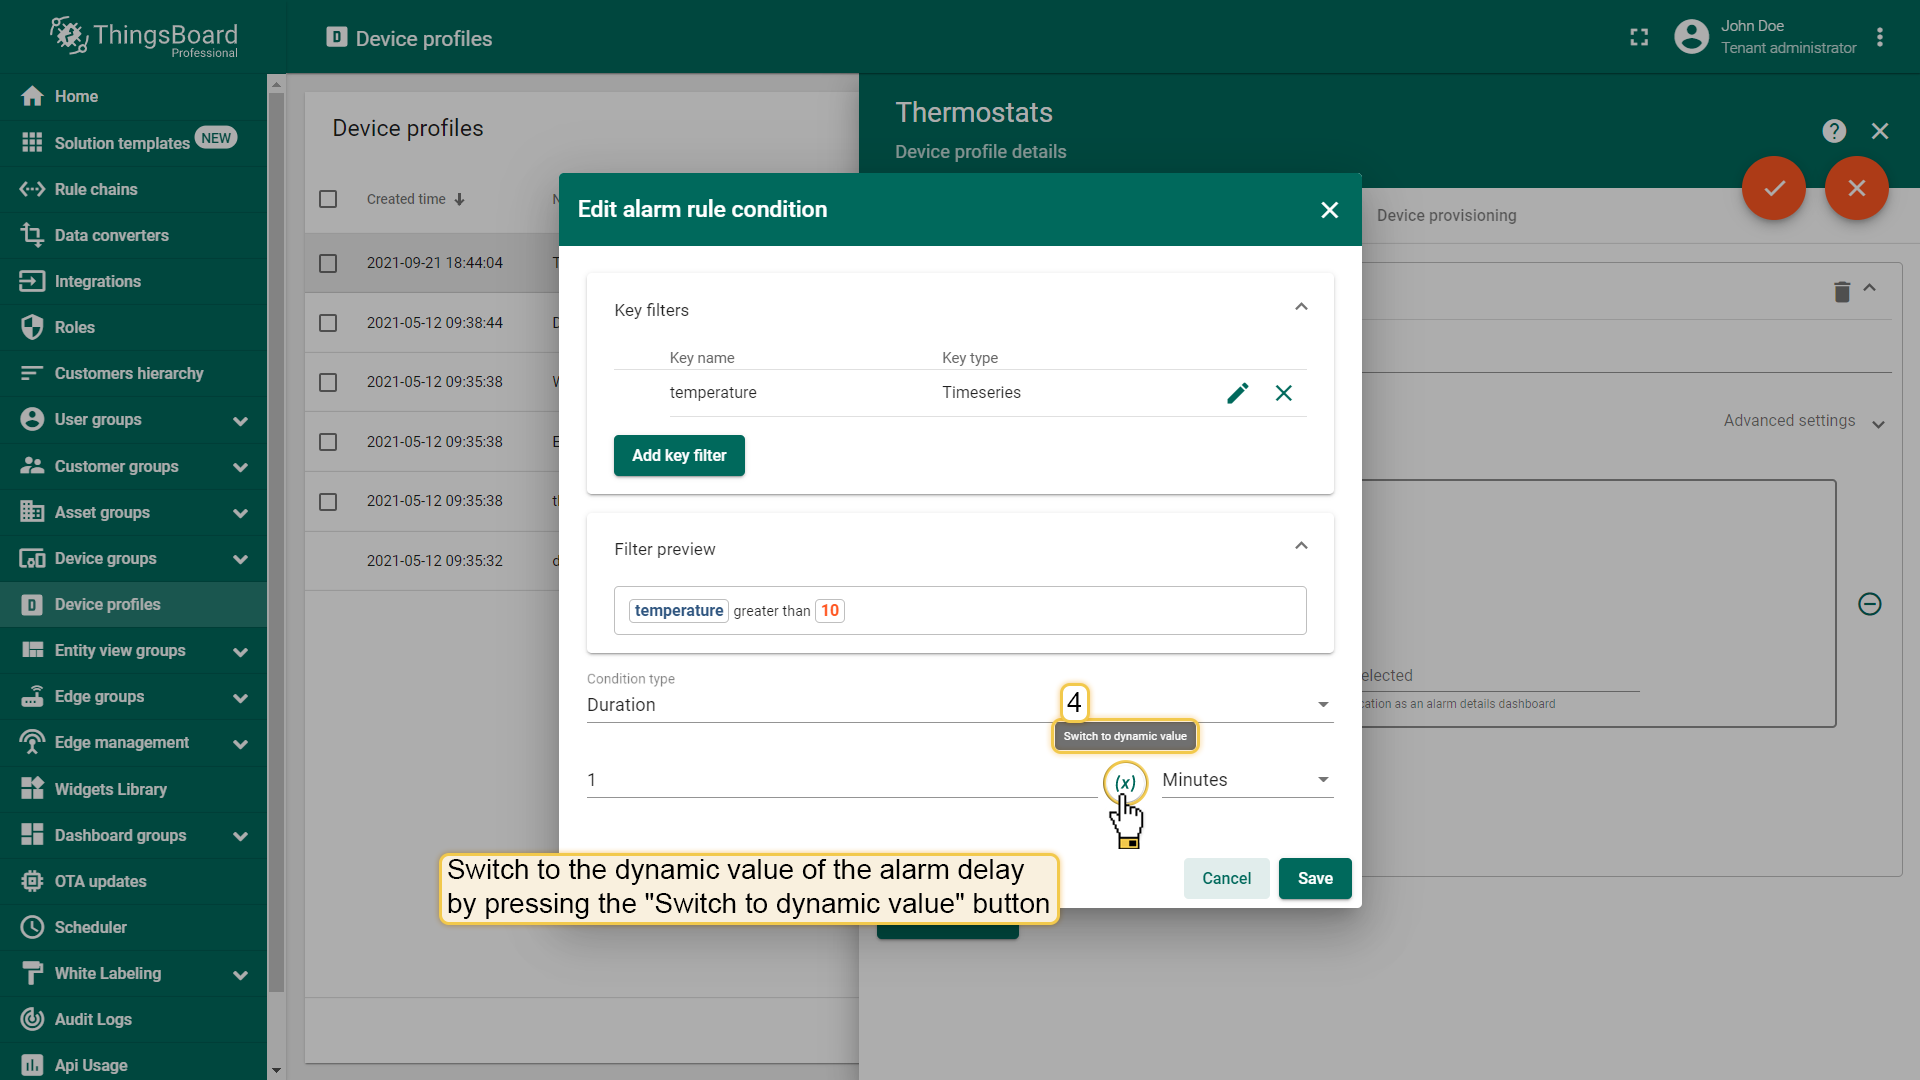 ThingsBoard
Professional
Device profiles
John Doe
Tenant administrator
Home
Solution templates NEW
Rule chains
Data converters
Integrations
Roles
Customers hierarchy
User groups
Customer groups
Asset groups
Device groups
Device profiles
Entity view groups
Edge groups
Edge management
Widgets Library
Dashboard groups
OTA updates
Scheduler
White Labeling
Audit Logs
Api Usage
Device profiles
Created time
2021-09-21 18:44:04
2021-05-12 09:38:44
2021-05-12 09:35:38
2021-05-12 09:35:38
2021-05-12 09:35:38
2021-05-12 09:35:32
Thermostats
Device profile details
Device provisioning
Advanced settings
elected
cation as an alarm details dashboard
Edit alarm rule condition
Key filters
Key name Key type
temperature Timeseries
Add key filter
Filter preview
temperature greater than 10
Condition type
Duration
4
Switch to dynamic value
1 (x) Minutes
Switch to the dynamic value of the alarm delay
by pressing the "Switch to dynamic value" button
Cancel Save